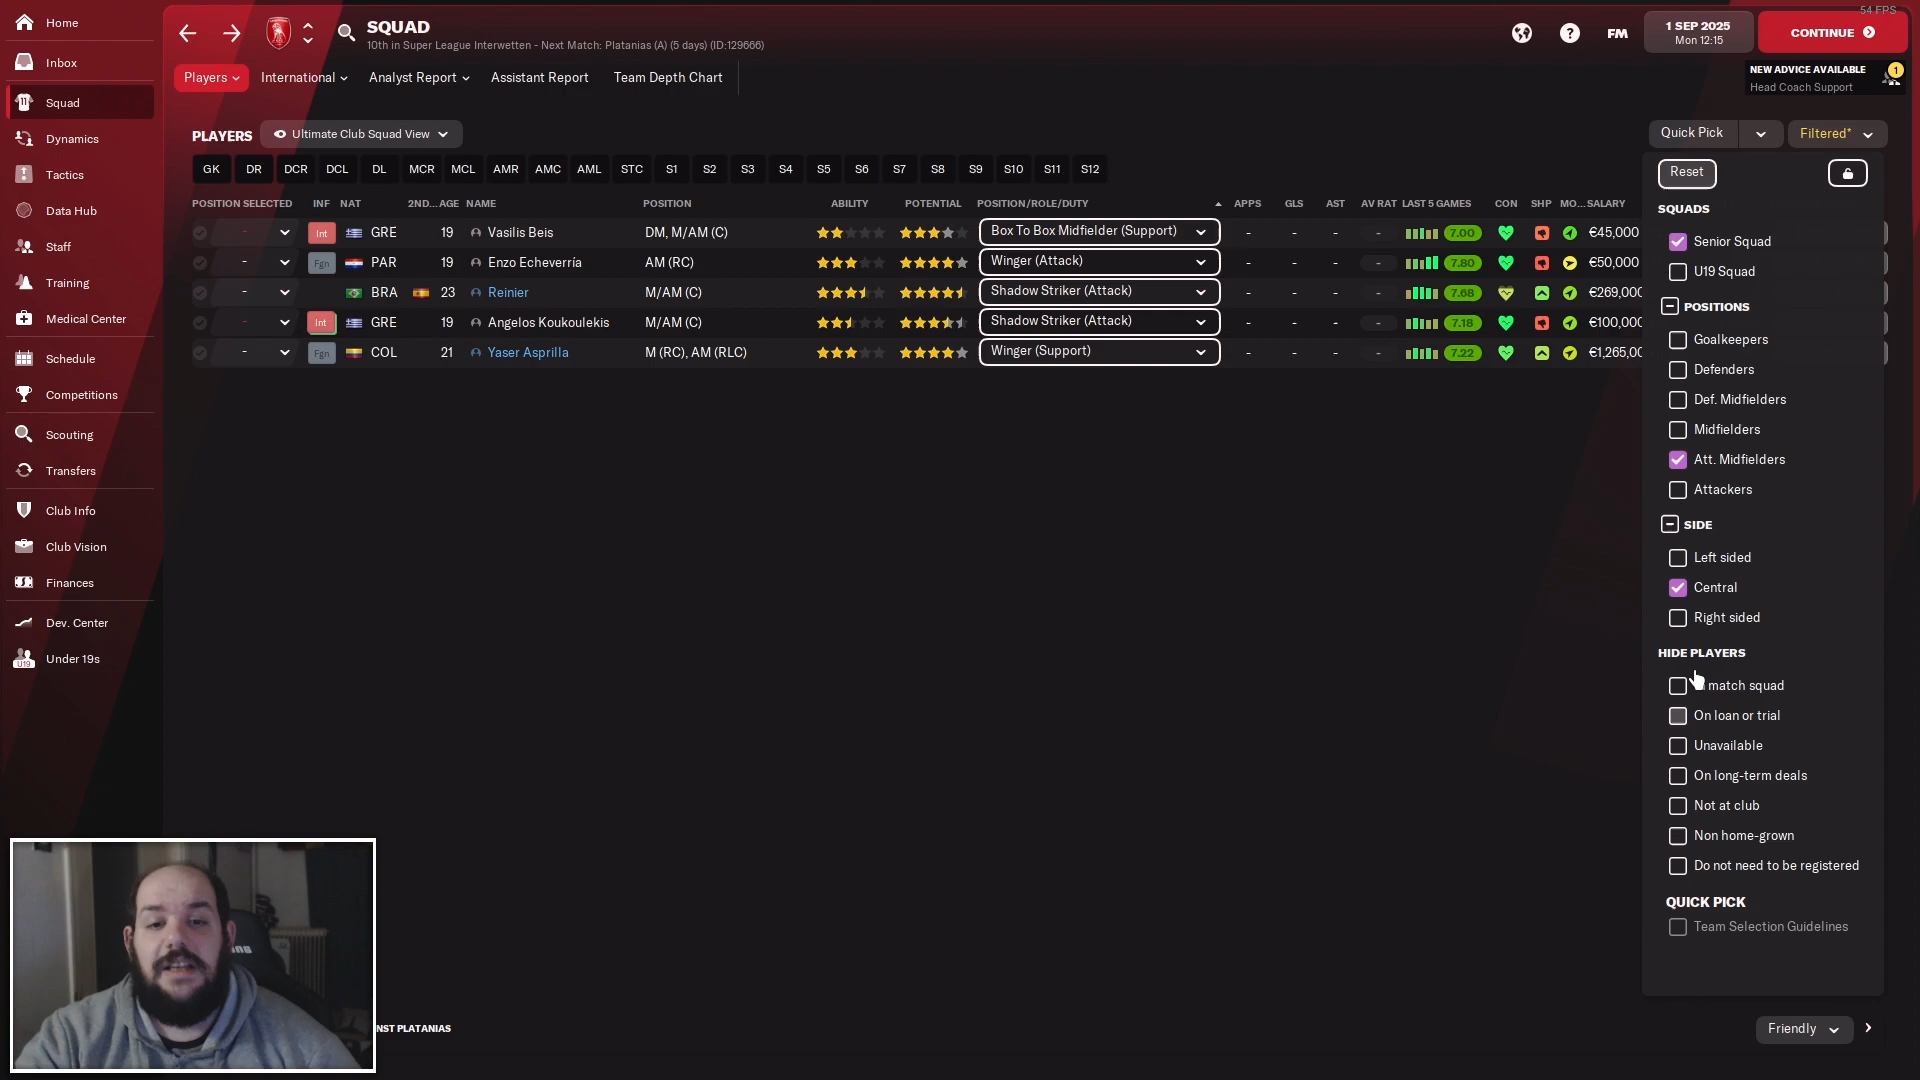 54 FPS
Home
Inbox
Squad
Dynamics
Tactics
Data Hub
Staff
Training
Medical Center
Schedule
Competitions
Scouting
Transfers
Club Info
Club Vision
Finances
Dev. Center
Under 19s
SQUAD
10th in Super League Interwetten - Next Match: Platanias (A) (5 days) (ID:129666)
FM
1 SEP 2025
Mon 12:15
CONTINUE
Players
International
Analyst Report
Assistant Report
Team Depth Chart
NEW ADVICE AVAILABLE 1
Head Coach Support
PLAYERS Ultimate Club Squad View
Quick Pick Filtered*
GK DR DCR DCL DL MCR MCL AMR AMC AML STC S1 S2 S3 S4 S5 S6 S7 S8 S9 S10 S11 S12
POSITION SELECTED INF NAT 2ND... AGE NAME POSITION ABILITY POTENTIAL POSITION/ROLE/DUTY APPS GLS AST AV RAT LAST 5 GAMES CON SHP MO... SALARY
- Int GRE 19 Vasilis Beis DM, M/AM (C) Box To Box Midfielder (Support) - - - - 7.00 €45,000
- Fgn PAR 19 Enzo Echeverría AM (RC) Winger (Attack) - - - - 7.80 €50,000
- BRA 23 Reinier M/AM (C) Shadow Striker (Attack) - - - - 7.68 €269,000
- Int GRE 19 Angelos Koukoulekis M/AM (C) Shadow Striker (Attack) - - - - 7.18 €100,000
- Fgn COL 21 Yaser Asprilla M (RC), AM (RLC) Winger (Support) - - - - 7.22 €1,265,00
Reset
SQUADS
Senior Squad
U19 Squad
POSITIONS
Goalkeepers
Defenders
Def. Midfielders
Midfielders
Att. Midfielders
Attackers
SIDE
Left sided
Central
Right sided
HIDE PLAYERS
match squad
On loan or trial
Unavailable
On long-term deals
Not at club
Non home-grown
Do not need to be registered
QUICK PICK
Team Selection Guidelines
NST PLATANIAS
Friendly